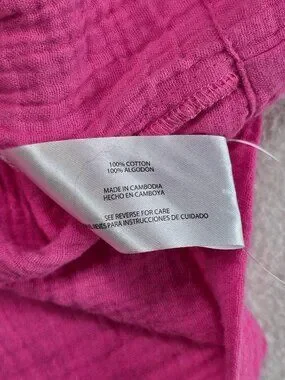 100% COTTON
100% ALGODON
MADE IN CAMBODIA
HECHO EN CAMBOYA
SEE REVERSE FOR CARE
PARA INSTRUCCIONES DE CUIDADO